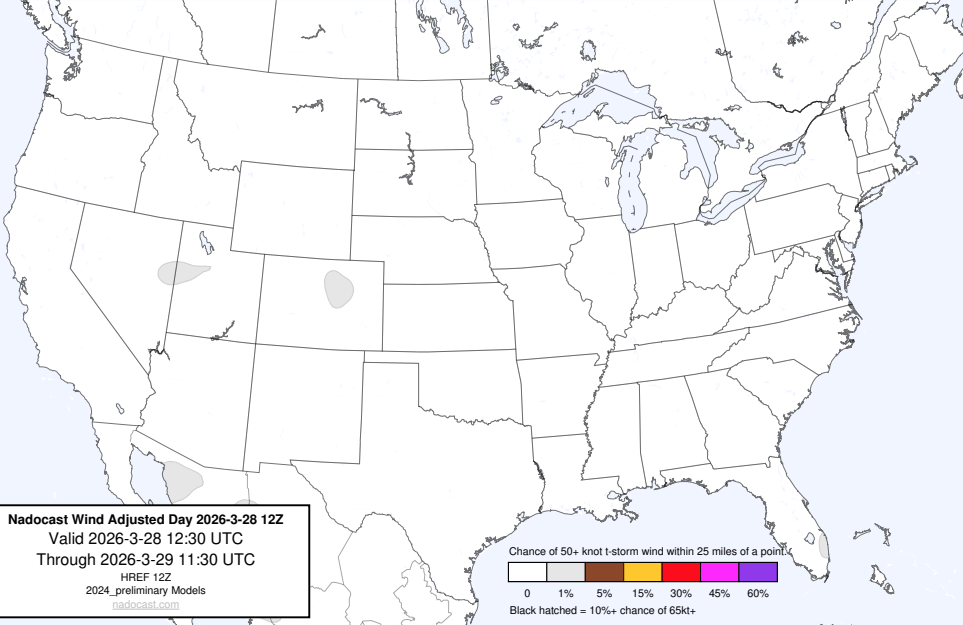 Nadocast Wind Adjusted Day 2026-3-28 12Z
Valid 2026-3-28 12:30 UTC
Through 2026-3-29 11:30 UTC
HREF 12Z
2024_preliminary Models
nadocast.com
Chance of 50+ knot t-storm wind within 25 miles of a point.
0 1% 5% 15% 30% 45% 60%
Black hatched = 10%+ chance of 65kt+